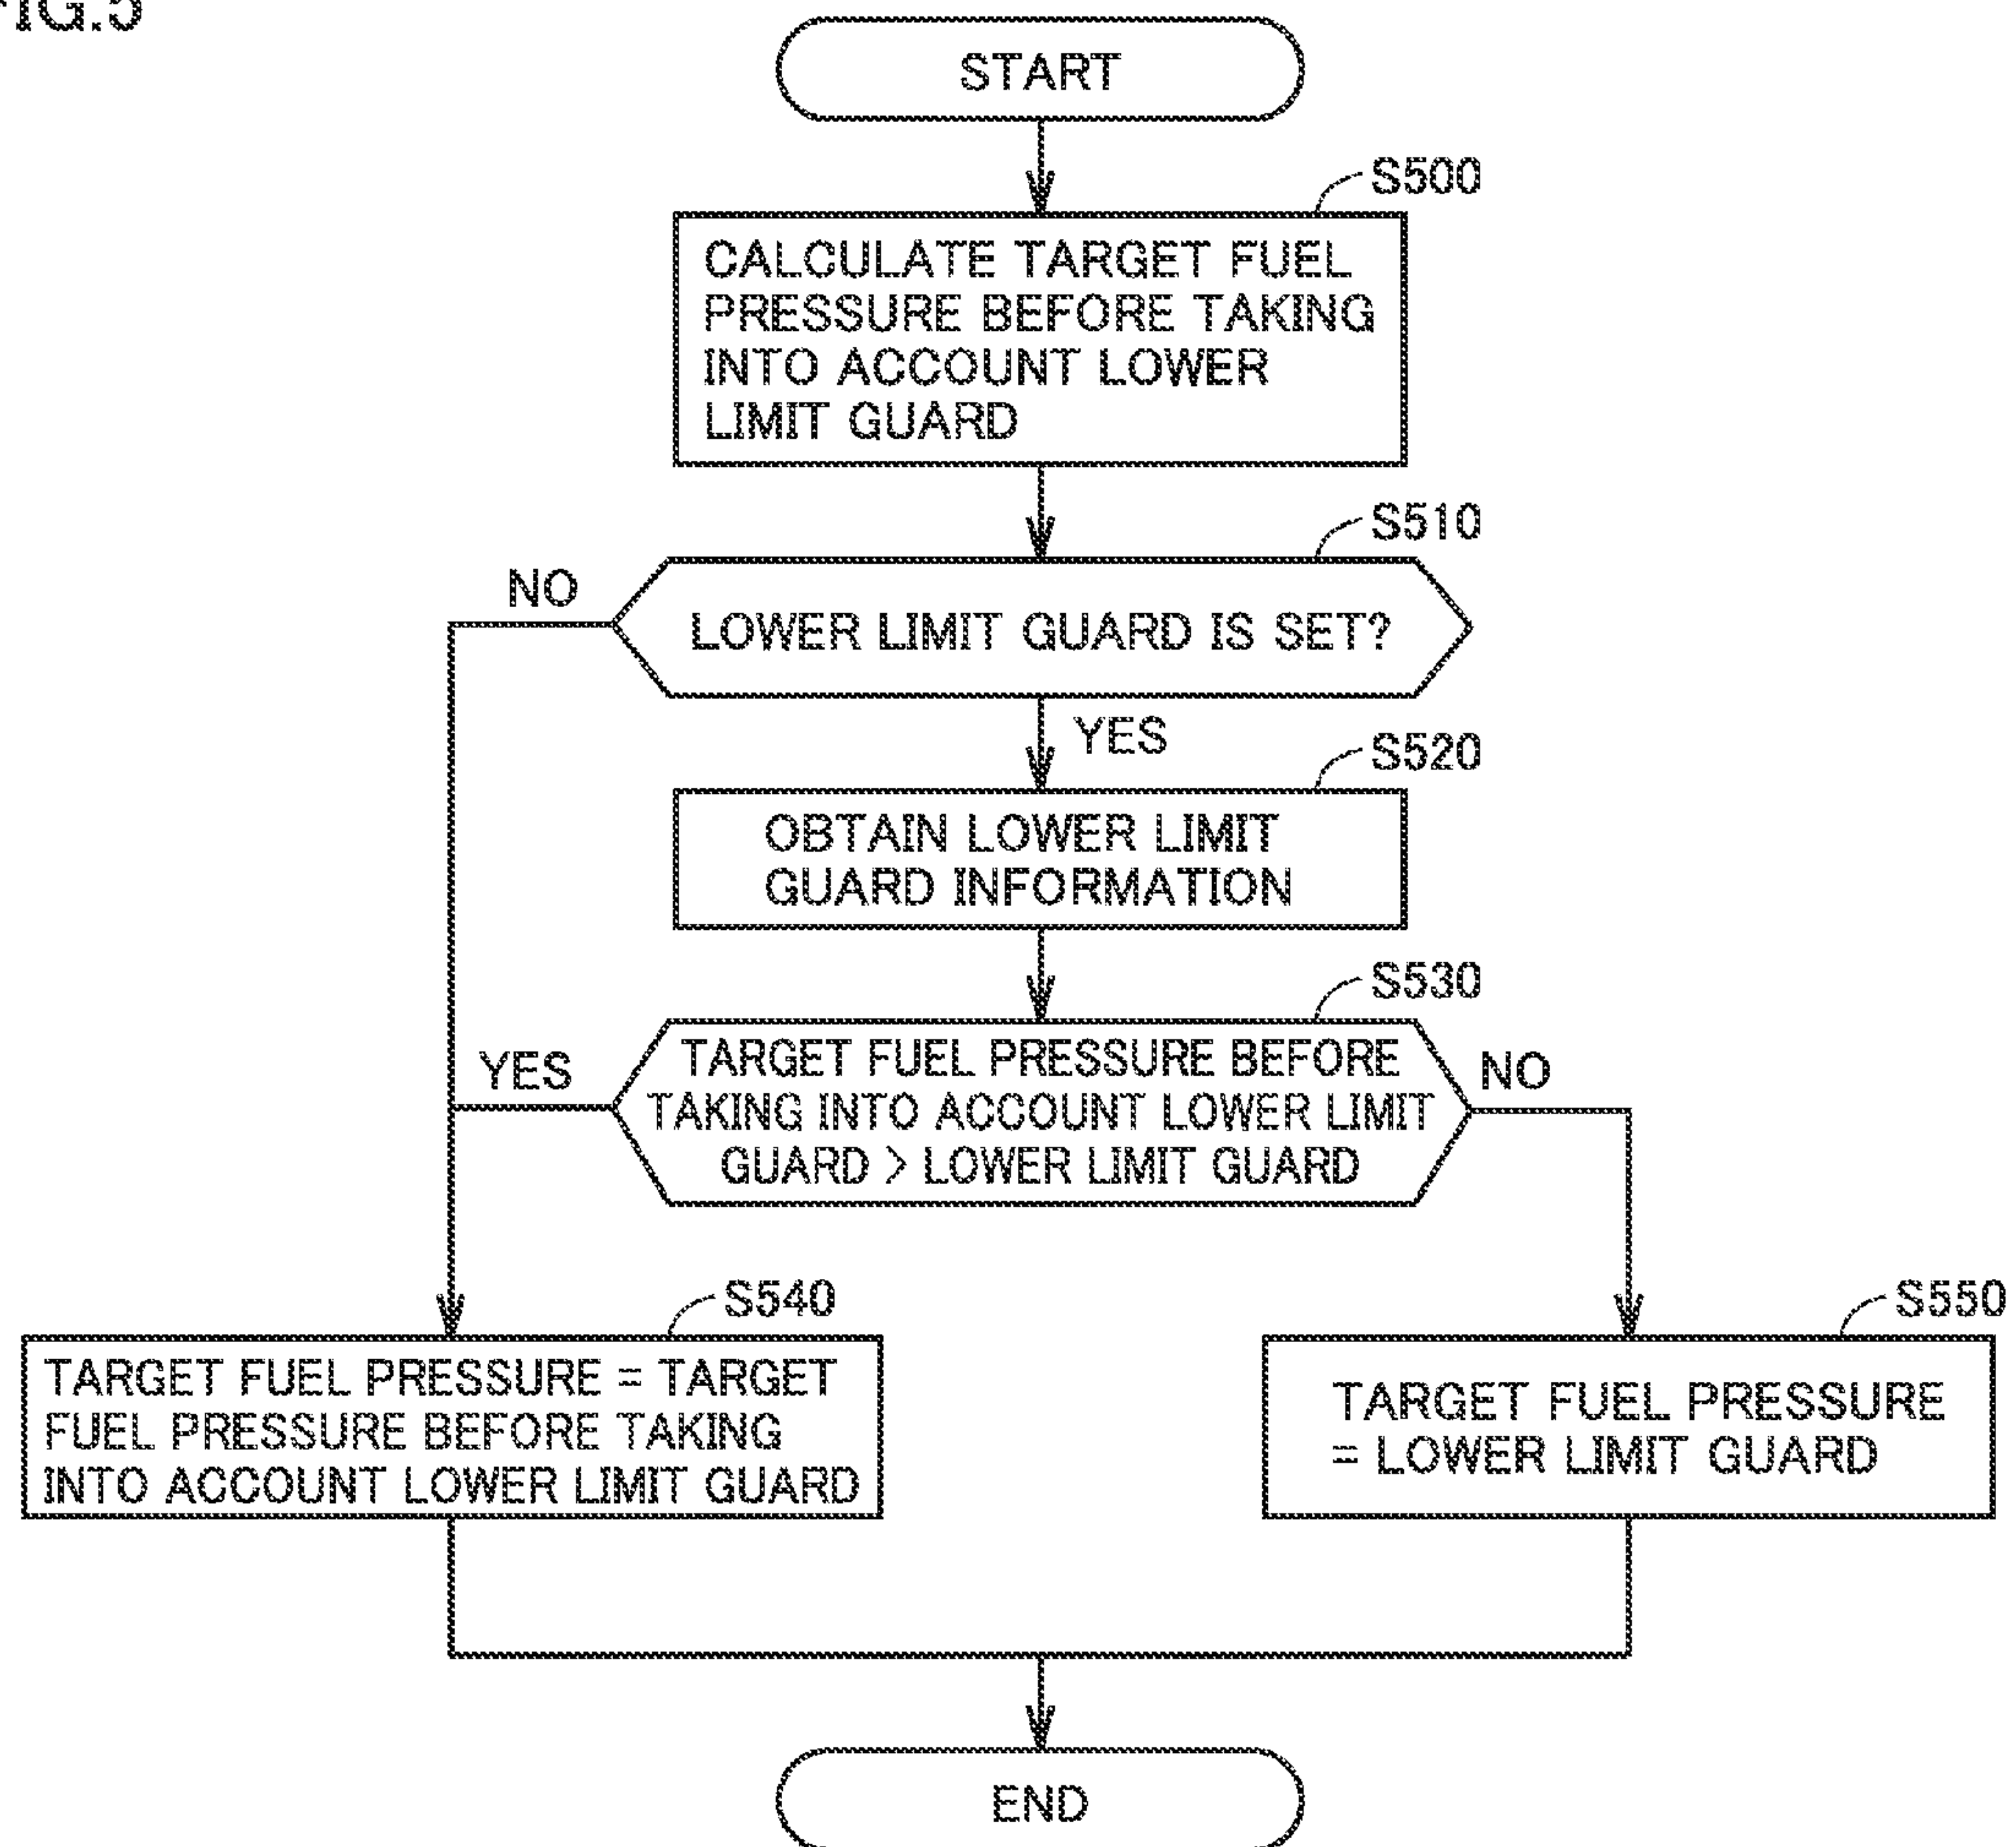 FIG.5
START
S500
CALCULATE TARGET FUEL
PRESSURE BEFORE TAKING
INTO ACCOUNT LOWER
LIMIT GUARD
S510
NO
LOWER LIMIT GUARD IS SET?
YES
S520
OBTAIN LOWER LIMIT
GUARD INFORMATION
S530
YES
TARGET FUEL PRESSURE BEFORE
TAKING INTO ACCOUNT LOWER LIMIT
GUARD > LOWER LIMIT GUARD
NO
S540
TARGET FUEL PRESSURE = TARGET
FUEL PRESSURE BEFORE TAKING
INTO ACCOUNT LOWER LIMIT GUARD
S550
TARGET FUEL PRESSURE
= LOWER LIMIT GUARD
END